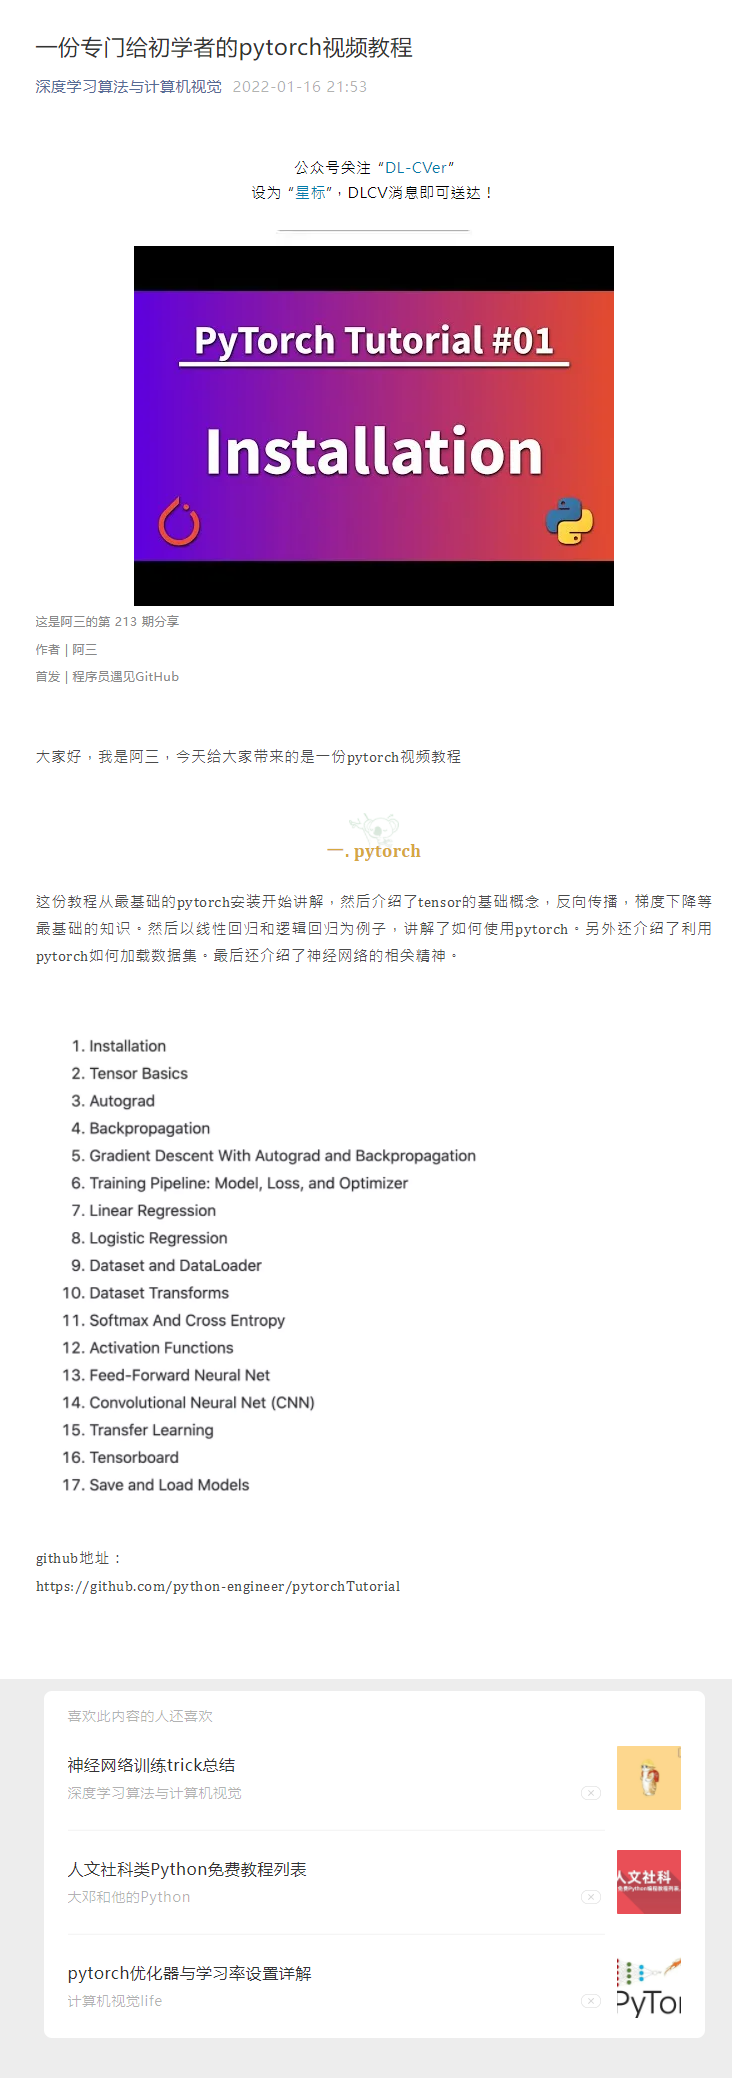 一份专门给初学者的pytorch视频教程
深度学习算法与计算机视觉 2022-01-16 21:53
公众号关注 “DL-CVer”
设为 “星标”，DLCV消息即可送达！
PyTorch Tutorial #01
Installation
这是阿三的第 213 期分享
作者 | 阿三
首发 | 程序员遇见GitHub
大家好，我是阿三，今天给大家带来的是一份pytorch视频教程
一. pytorch
这份教程从最基础的pytorch安装开始讲解，然后介绍了tensor的基础概念，反向传播，梯度下降等
最基础的知识。然后以线性回归和逻辑回归为例子，讲解了如何使用pytorch。另外还介绍了利用
pytorch如何加载数据集。最后还介绍了神经网络的相关精神。
1. Installation
2. Tensor Basics
3. Autograd
4. Backpropagation
5. Gradient Descent With Autograd and Backpropagation
6. Training Pipeline: Model, Loss, and Optimizer
7. Linear Regression
8. Logistic Regression
9. Dataset and DataLoader
10. Dataset Transforms
11. Softmax And Cross Entropy
12. Activation Functions
13. Feed-Forward Neural Net
14. Convolutional Neural Net (CNN)
15. Transfer Learning
16. Tensorboard
17. Save and Load Models
github地址：
https://github.com/python-engineer/pytorchTutorial
喜欢此内容的人还喜欢
神经网络训练trick总结
深度学习算法与计算机视觉
人文社科类Python免费教程列表
大邓和他的Python
人文社科
免费Python编程教程列表
pytorch优化器与学习率设置详解
计算机视觉life
PyTor